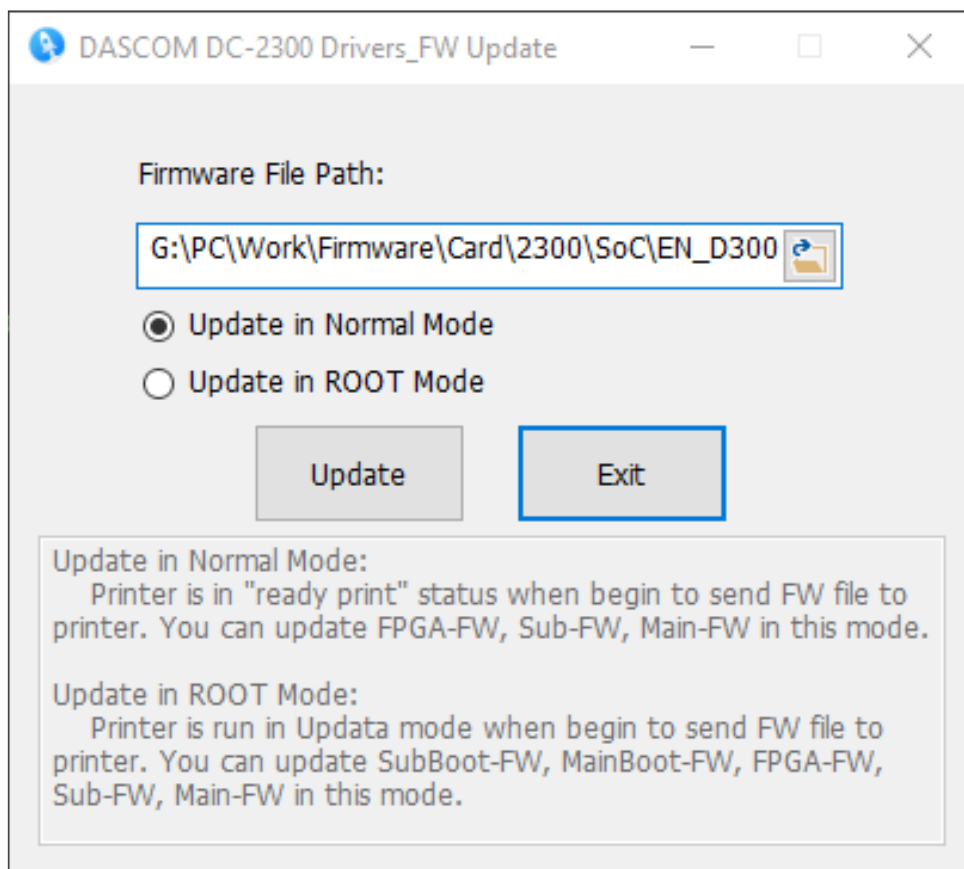 DASCOM DC-2300 Drivers_FW Update
Firmware File Path:
G:\PC\Work\Firmware\Card\2300\SoC\EN_D300
Update in Normal Mode
Update in ROOT Mode
Update
Exit
Update in Normal Mode:
Printer is in "ready print" status when begin to send FW file to
printer. You can update FPGA-FW, Sub-FW, Main-FW in this mode.
Update in ROOT Mode:
Printer is run in Updata mode when begin to send FW file to
printer. You can update SubBoot-FW, MainBoot-FW, FPGA-FW,
Sub-FW, Main-FW in this mode.